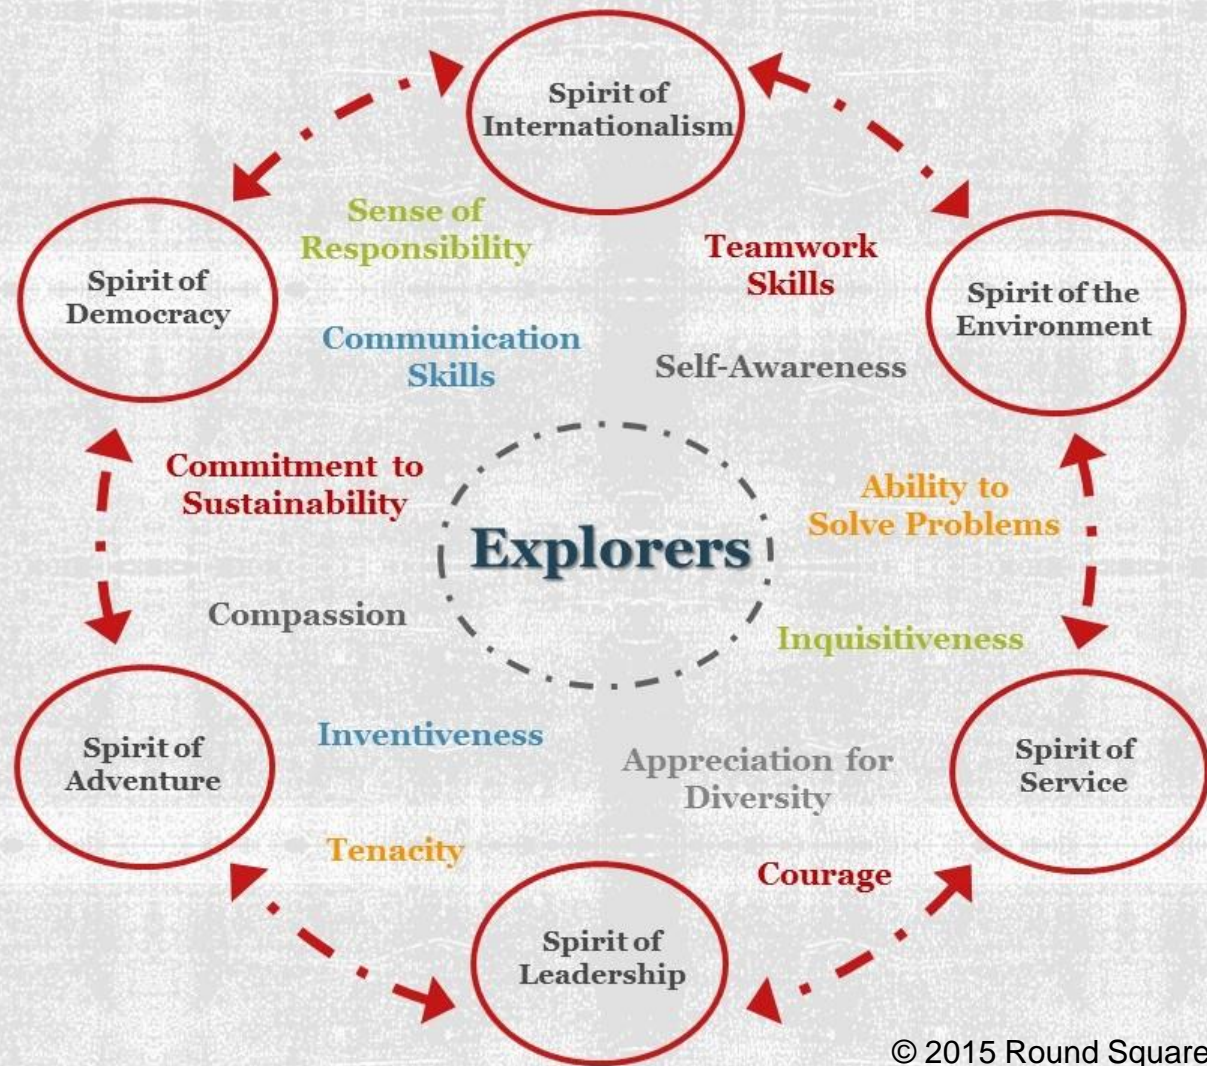 Spirit of
Internationalism
Sense of
Responsibility
Teamwork
Skills
Spirit of
Democracy
Spirit of the
Environment
Communication
Skills
Self-Awareness
Commitment to
Sustainability
Ability to
Solve Problems
Explorers
Compassion
Inquisitiveness
Spirit of
Adventure
Inventiveness
Appreciation for
Diversity
Spirit of
Service
Tenacity
Courage
Spirit of
Leadership
© 2015 Round Square